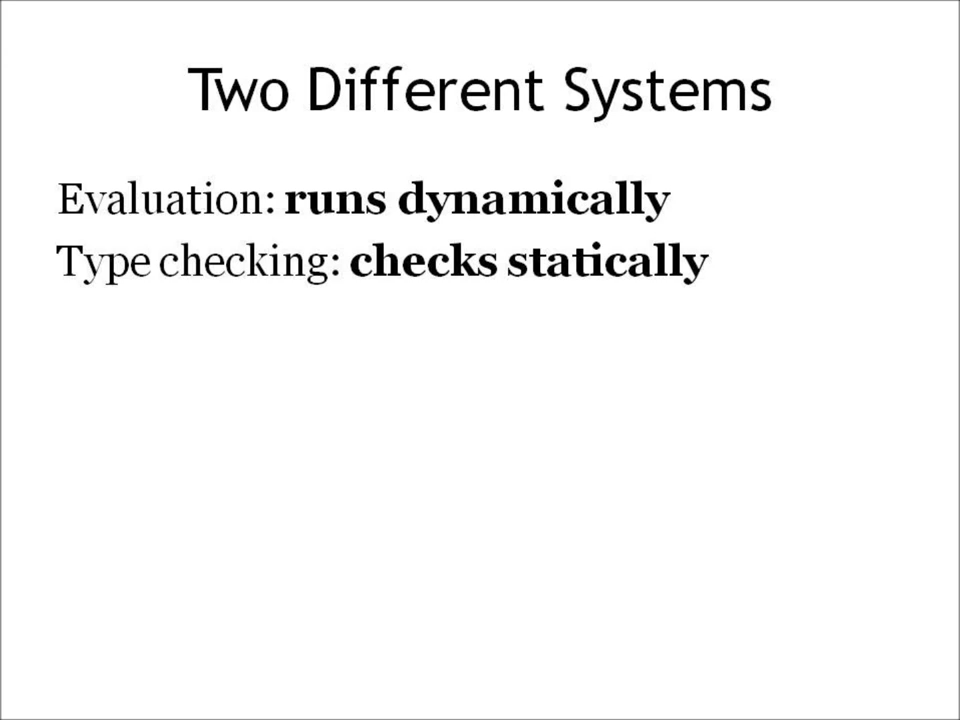 Two Different Systems
Evaluation: runs dynamically
Type checking: checks statically